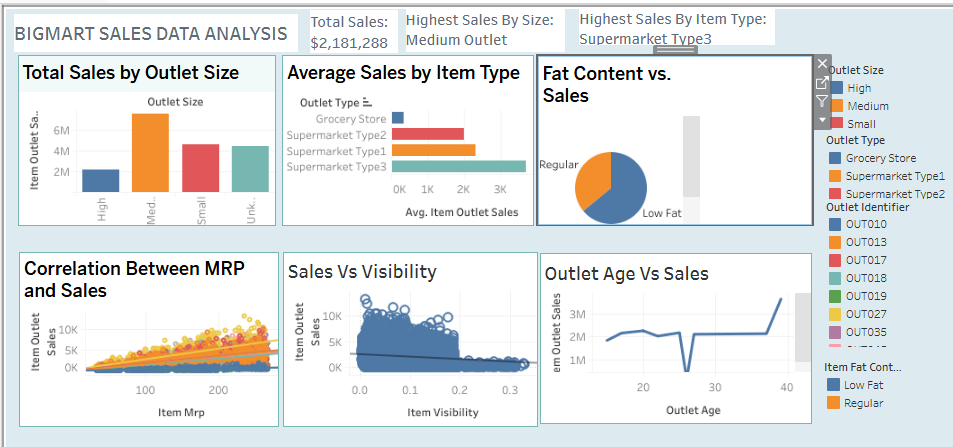 BIGMART SALES DATA ANALYSIS
Total Sales:
$2,181,288
Highest Sales By Size:
Medium Outlet
Highest Sales By Item Type:
Supermarket Type3
Total Sales by Outlet Size
Outlet Size
Item Outlet Sa..
6M
4M
2M
High
Med..
Small
Unk..
Average Sales by Item Type
Outlet Type
Grocery Store
Supermarket Type2
Supermarket Type1
Supermarket Type3
0K 1K 2K 3K
Avg. Item Outlet Sales
Fat Content vs.
Sales
Regular
Low Fat
Outlet Size
High
Medium
Small
Outlet Type
Grocery Store
Supermarket Type1
Supermarket Type2
Outlet Identifier
OUT010
OUT013
OUT017
OUT018
OUT019
OUT027
OUT035
Item Fat Cont...
Low Fat
Regular
Correlation Between MRP
and Sales
Item Outlet
Sales
10K
5K
0K
100 200
Item Mrp
Sales Vs Visibility
Item Outlet
Sales
10K
5K
0K
0.0 0.1 0.2 0.3
Item Visibility
Outlet Age Vs Sales
em Outlet Sales
3M
2M
1M
20 30 40
Outlet Age